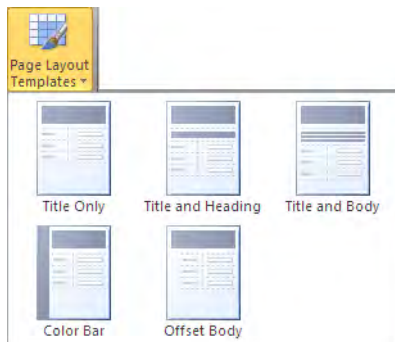 Page Layout
Templates
Title Only
Title and Heading
Title and Body
Color Bar
Offset Body